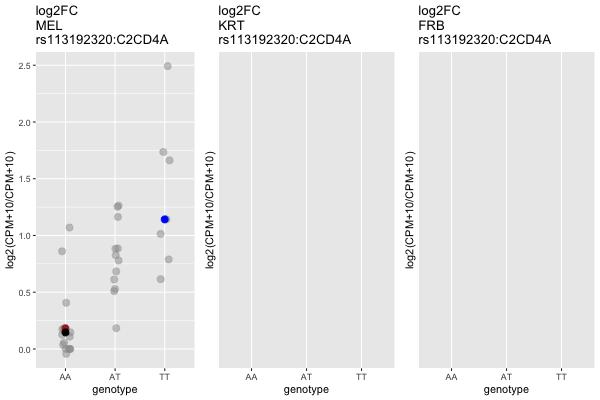 log2FC
MEL
rs113192320:C2CD4A
log2(CPM+10/CPM+10)
2.5
2.0
1.5
1.0
0.5
0.0
AA AT TT
genotype
log2FC
KRT
rs113192320:C2CD4A
log2(CPM+10/CPM+10)
AA AT TT
genotype
log2FC
FRB
rs113192320:C2CD4A
log2(CPM+10/CPM+10)
AA AT TT
genotype